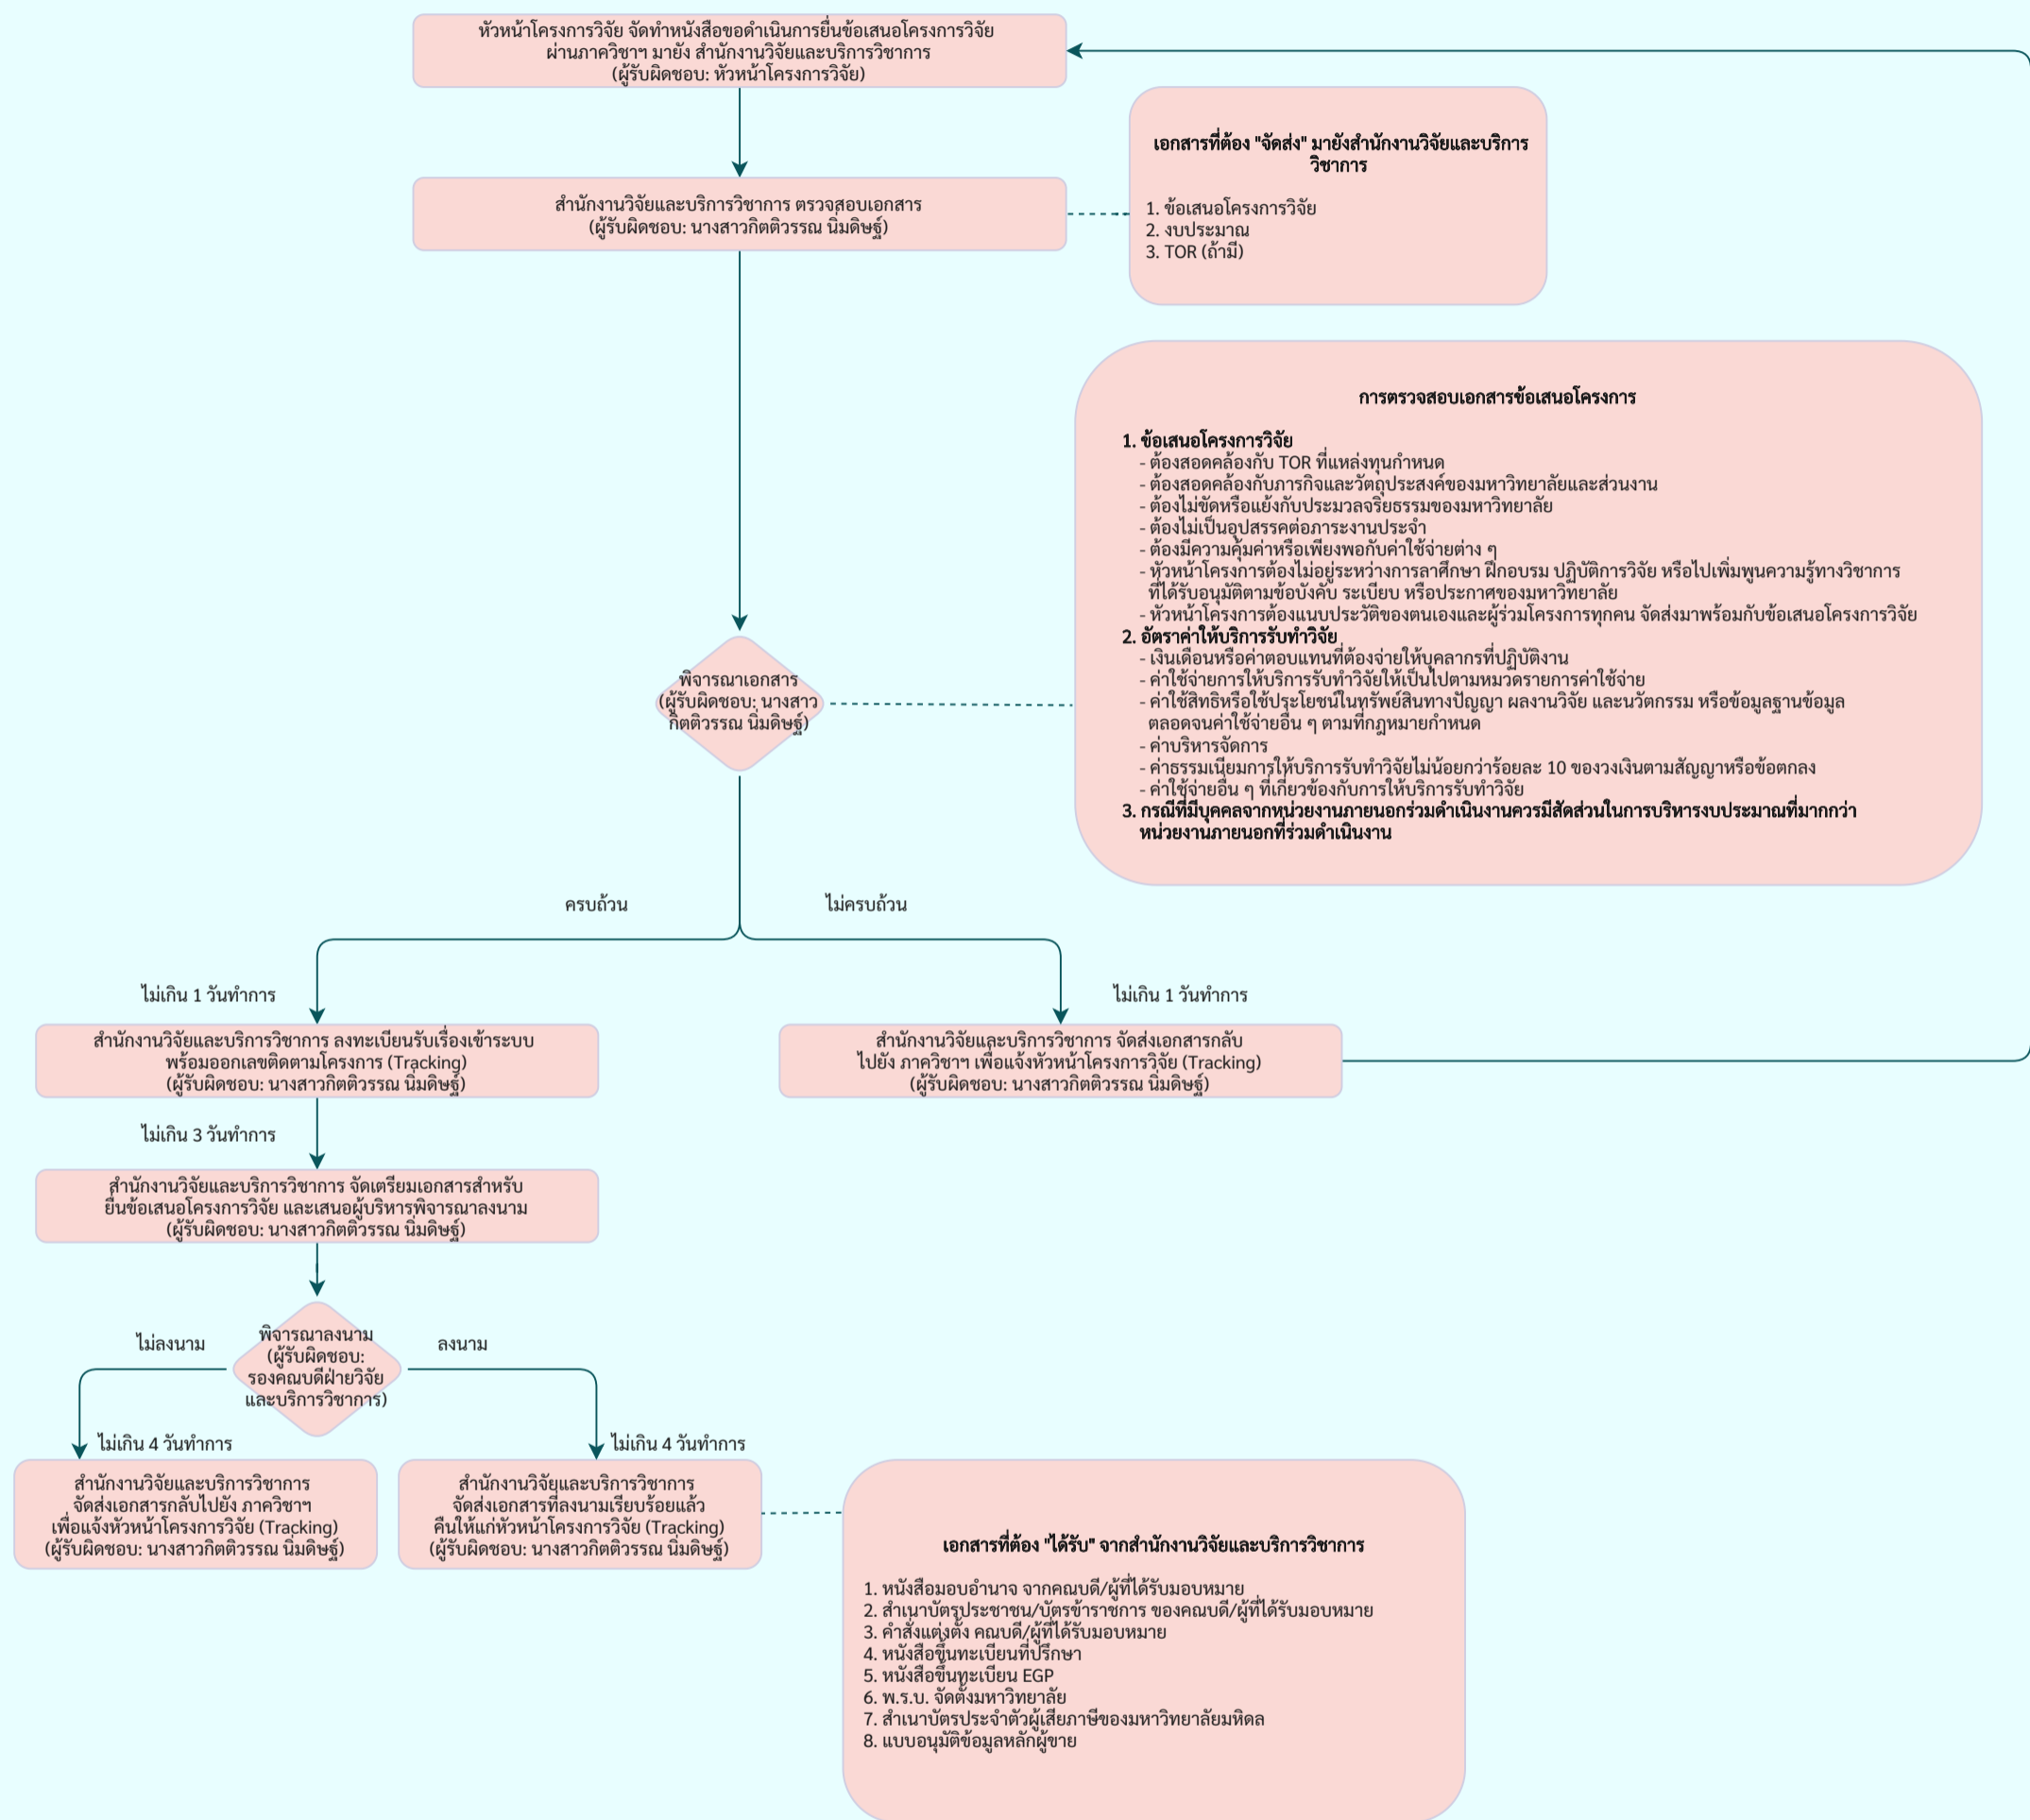 หัวหน้าโครงการวิจัย จัดทำหนังสือขอดำเนินการยื่นข้อเสนอโครงการวิจัย
ผ่านภาควิชาฯ มายัง สำนักงานวิจัยและบริการวิชาการ
(ผู้รับผิดชอบ: หัวหน้าโครงการวิจัย)
เอกสารที่ต้อง "จัดส่ง" มายังสำนักงานวิจัยและบริการ
วิชาการ
1. ข้อเสนอโครงการวิจัย
2. งบประมาณ
3. TOR (ถ้ามี)
สำนักงานวิจัยและบริการวิชาการ ตรวจสอบเอกสาร
(ผู้รับผิดชอบ: นางสาวกิตติวรรณ นิ่มดิษฐ์)
การตรวจสอบเอกสารข้อเสนอโครงการ
1. ข้อเสนอโครงการวิจัย
- ต้องสอดคล้องกับ TOR ที่แหล่งทุนกำหนด
- ต้องสอดคล้องกับภารกิจและวัตถุประสงค์ของมหาวิทยาลัยและส่วนงาน
- ต้องไม่ขัดหรือแย้งกับประมวลจริยธรรมของมหาวิทยาลัย
- ต้องไม่เป็นอุปสรรคต่อภาระงานประจำ
- ต้องมีความคุ้มค่าหรือเพียงพอกับค่าใช้จ่ายต่าง ๆ
- หัวหน้าโครงการต้องไม่อยู่ระหว่างการลาศึกษา ฝึกอบรม ปฏิบัติการวิจัย หรือไปเพิ่มพูนความรู้ทางวิชาการ
ที่ได้รับอนุมัติตามข้อบังคับ ระเบียบ หรือประกาศของมหาวิทยาลัย
- หัวหน้าโครงการต้องแนบประวัติของตนเองและผู้ร่วมโครงการทุกคน จัดส่งมาพร้อมกับข้อเสนอโครงการวิจัย
2. อัตราค่าให้บริการรับทำวิจัย
- เงินเดือนหรือค่าตอบแทนที่ต้องจ่ายให้บุคลากรที่ปฏิบัติงาน
- ค่าใช้จ่ายการให้บริการรับทำวิจัยให้เป็นไปตามหมวดรายการค่าใช้จ่าย
- ค่าใช้สิทธิหรือใช้ประโยชน์ในทรัพย์สินทางปัญญา ผลงานวิจัย และนวัตกรรม หรือข้อมูลฐานข้อมูล
ตลอดจนค่าใช้จ่ายอื่น ๆ ตามที่กฎหมายกำหนด
- ค่าบริหารจัดการ
- ค่าธรรมเนียมการให้บริการรับทำวิจัยไม่น้อยกว่าร้อยละ 10 ของวงเงินตามสัญญาหรือข้อตกลง
- ค่าใช้จ่ายอื่น ๆ ที่เกี่ยวข้องกับการให้บริการรับทำวิจัย
3. กรณีที่มีบุคคลจากหน่วยงานภายนอกร่วมดำเนินงานควรมีสัดส่วนในการบริหารงบประมาณที่มากกว่า
หน่วยงานภายนอกที่ร่วมดำเนินงาน
พิจารณาเอกสาร
(ผู้รับผิดชอบ: นางสาว
กิตติวรรณ นิ่มดิษฐ์)
ครบถ้วน
ไม่ครบถ้วน
ไม่เกิน 1 วันทำการ
ไม่เกิน 1 วันทำการ
สำนักงานวิจัยและบริการวิชาการ ลงทะเบียนรับเรื่องเข้าระบบ
พร้อมออกเลขติดตามโครงการ (Tracking)
(ผู้รับผิดชอบ: นางสาวกิตติวรรณ นิ่มดิษฐ์)
สำนักงานวิจัยและบริการวิชาการ จัดส่งเอกสารกลับ
ไปยัง ภาควิชาฯ เพื่อแจ้งหัวหน้าโครงการวิจัย (Tracking)
(ผู้รับผิดชอบ: นางสาวกิตติวรรณ นิ่มดิษฐ์)
ไม่เกิน 3 วันทำการ
สำนักงานวิจัยและบริการวิชาการ จัดเตรียมเอกสารสำหรับ
ยื่นข้อเสนอโครงการวิจัย และเสนอผู้บริหารพิจารณาลงนาม
(ผู้รับผิดชอบ: นางสาวกิตติวรรณ นิ่มดิษฐ์)
ไม่ลงนาม
พิจารณาลงนาม
(ผู้รับผิดชอบ:
รองคณบดีฝ่ายวิจัย
และบริการวิชาการ)
ลงนาม
ไม่เกิน 4 วันทำการ
ไม่เกิน 4 วันทำการ
สำนักงานวิจัยและบริการวิชาการ
จัดส่งเอกสารกลับไปยัง ภาควิชาฯ
เพื่อแจ้งหัวหน้าโครงการวิจัย (Tracking)
(ผู้รับผิดชอบ: นางสาวกิตติวรรณ นิ่มดิษฐ์)
สำนักงานวิจัยและบริการวิชาการ
จัดส่งเอกสารที่ลงนามเรียบร้อยแล้ว
คืนให้แก่หัวหน้าโครงการวิจัย (Tracking)
(ผู้รับผิดชอบ: นางสาวกิตติวรรณ นิ่มดิษฐ์)
เอกสารที่ต้อง "ได้รับ" จากสำนักงานวิจัยและบริการวิชาการ
1. หนังสือมอบอำนาจ จากคณบดี/ผู้ที่ได้รับมอบหมาย
2. สำเนาบัตรประชาชน/บัตรข้าราชการ ของคณบดี/ผู้ที่ได้รับมอบหมาย
3. คำสั่งแต่งตั้ง คณบดี/ผู้ที่ได้รับมอบหมาย
4. หนังสือขึ้นทะเบียนที่ปรึกษา
5. หนังสือขึ้นทะเบียน EGP
6. พ.ร.บ. จัดตั้งมหาวิทยาลัย
7. สำเนาบัตรประจำตัวผู้เสียภาษีของมหาวิทยาลัยมหิดล
8. แบบอนุมัติข้อมูลหลักผู้ขาย